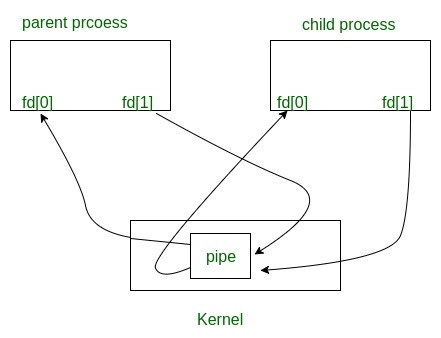 parent prcoess
child process
fd[0]
fd[1]
fd[0]
fd[1]
pipe
Kernel